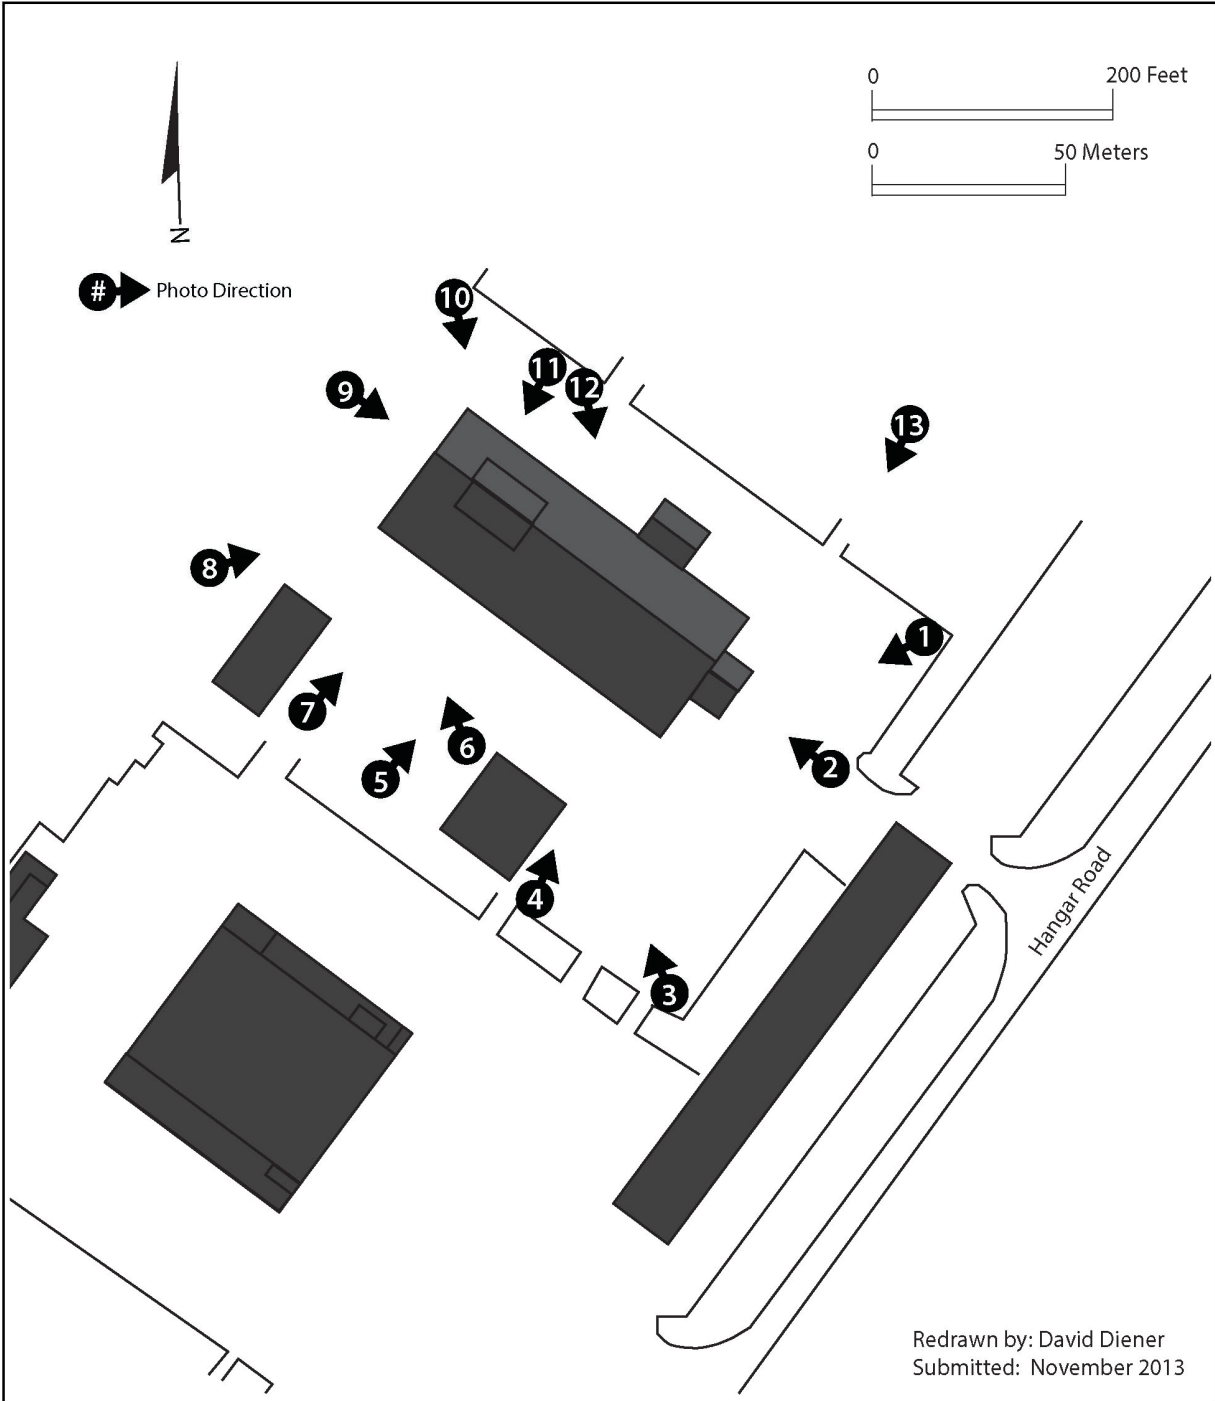 0
200 Feet
0
50 Meters
N
# Photo Direction
10
11
12
9
13
8
1
7
6
5
2
4
3
Hangar Road
Redrawn by: David Diener
Submitted: November 2013